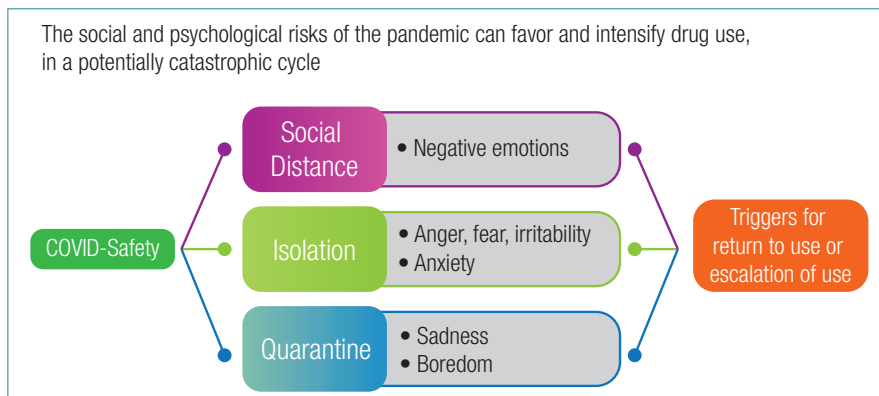 The social and psychological risks of the pandemic can favor and intensify drug use,
in a potentially catastrophic cycle
COVID-Safety
Social
Distance
• Negative emotions
Isolation
• Anger, fear, irritability
• Anxiety
Quarantine
• Sadness
• Boredom
Triggers for
return to use or
escalation of use